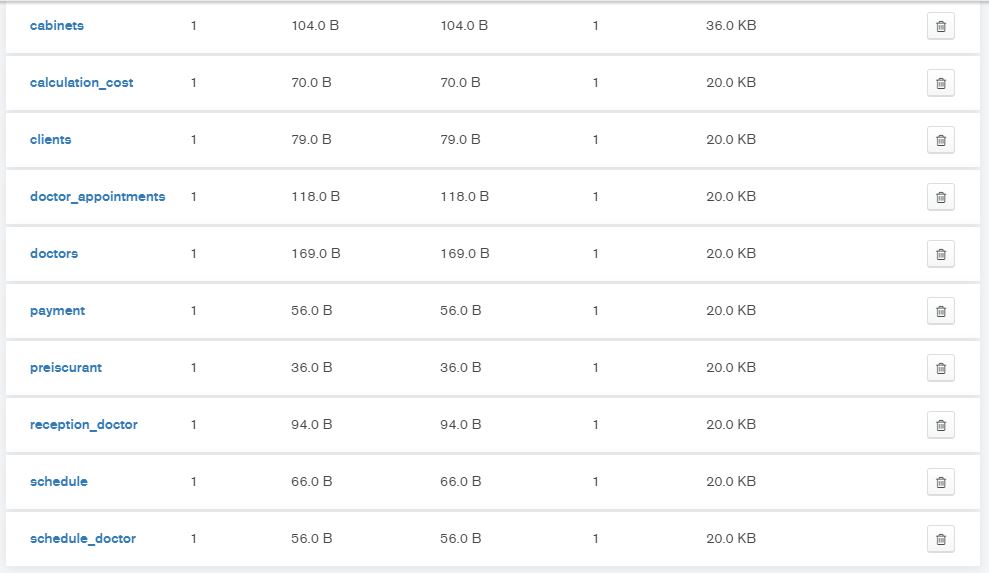 cabinets 1 104.0 B 104.0 B 1 36.0 KB
calculation_cost 1 70.0 B 70.0 B 1 20.0 KB
clients 1 79.0 B 79.0 B 1 20.0 KB
doctor_appointments 1 118.0 B 118.0 B 1 20.0 KB
doctors 1 169.0 B 169.0 B 1 20.0 KB
payment 1 56.0 B 56.0 B 1 20.0 KB
preiscurant 1 36.0 B 36.0 B 1 20.0 KB
reception_doctor 1 94.0 B 94.0 B 1 20.0 KB
schedule 1 66.0 B 66.0 B 1 20.0 KB
schedule_doctor 1 56.0 B 56.0 B 1 20.0 KB